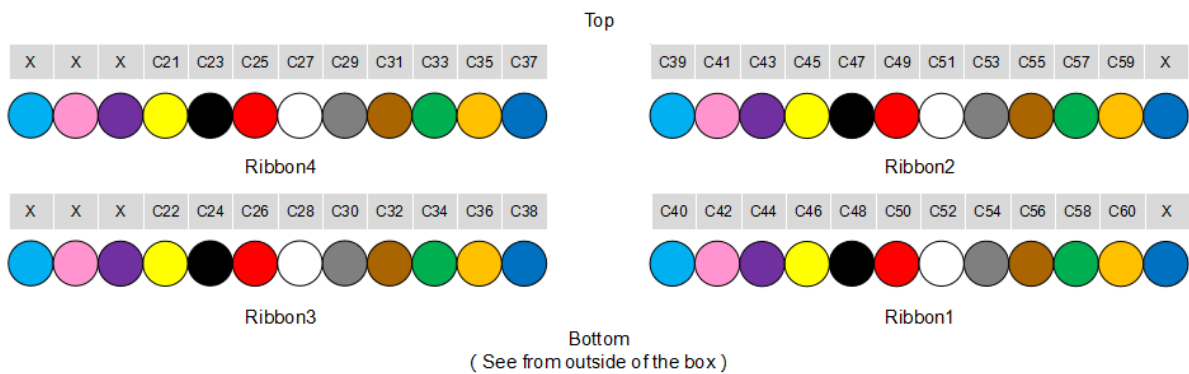 Top
X X X C21 C23 C25 C27 C29 C31 C33 C35 C37
C39 C41 C43 C45 C47 C49 C51 C53 C55 C57 C59 X
Ribbon4
Ribbon2
X X X C22 C24 C26 C28 C30 C32 C34 C36 C38
C40 C42 C44 C46 C48 C50 C52 C54 C56 C58 C60 X
Ribbon3
Ribbon1
Bottom
( See from outside of the box )